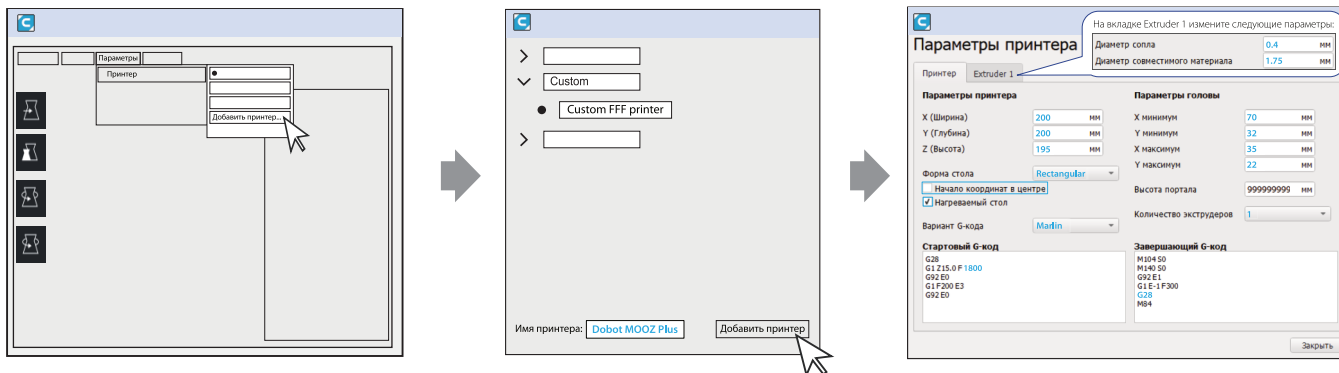 Параметры
Принтер
Добавить принтер...
Custom
Custom FFF printer
Имя принтера: Dobot MOOZ Plus
Добавить принтер
На вкладке Extruder 1 измените следующие параметры:
Диаметр сопла 0.4 мм
Диаметр совместимого материала 1.75 мм
Параметры принтера
Принтер Extruder 1
Параметры принтера
X (Ширина) 200 мм
Y (Глубина) 200 мм
Z (Высота) 195 мм
Форма стола Rectangular
Начало координат в центре
Нагреваемый стол
Вариант G-кода Marlin
Параметры головы
X минимум 70 мм
Y минимум 32 мм
X максимум 35 мм
Y максимум 22 мм
Высота портала 999999999 мм
Количество экструдеров 1
Стартовый G-код
G28
G1 Z15.0 F 1800
G92 E0
G1 F200 E3
G92 E0
Завершающий G-код
M104 S0
M140 S0
G92 E1
G1 E-1 F300
G28
M84
Закрыть